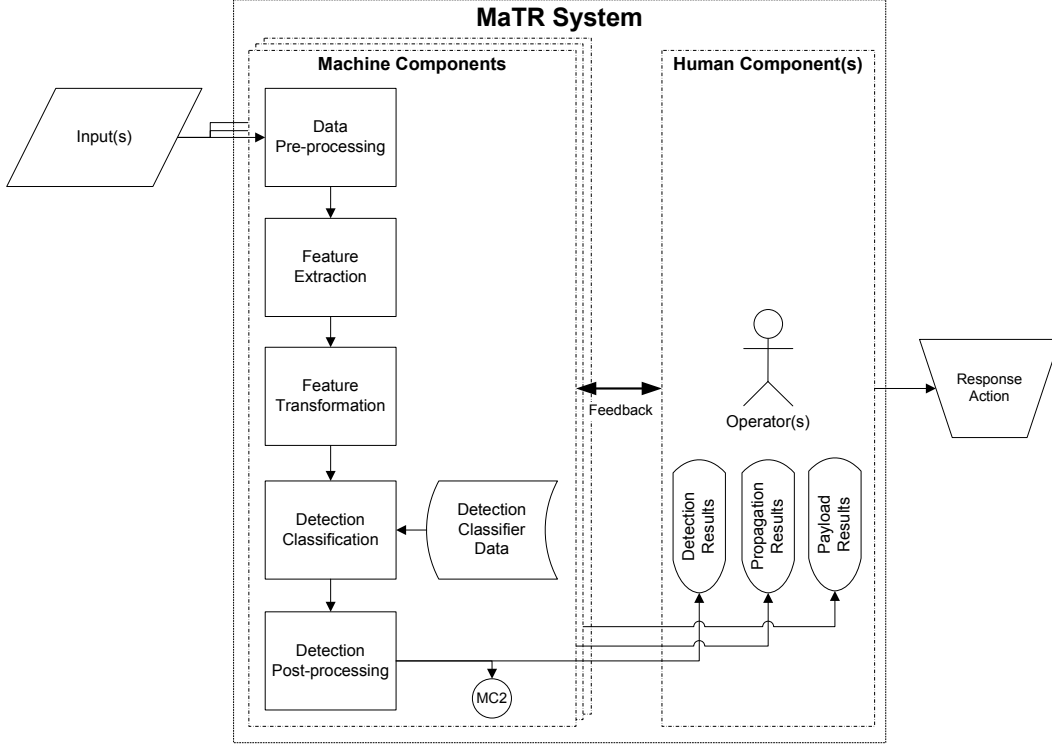 MaTR System
Machine Components
Human Component(s)
Input(s)
Data
Pre-processing
Feature
Extraction
Feature
Transformation
Feedback
Operator(s)
Response
Action
Detection
Classification
Detection
Classifier
Data
Detection
Results
Propagation
Results
Payload
Results
Detection
Post-processing
MC2